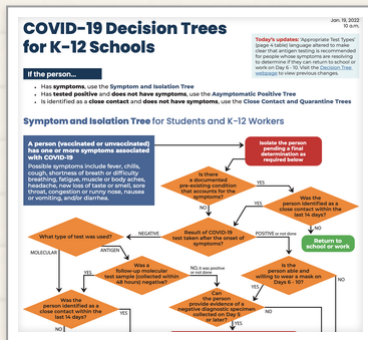 COVID-19 Decision Trees
for K-12 Schools
Jan. 19, 2022
10 a.m.
Today's updates: 'Appropriate Test Types'
(page 4 table) language altered to make
clear that antigen testing is recommended
for people whose symptoms are resolving
to determine if they can return to school or
work on Day 6 - 10. Visit the Decision Tree
webpage to view previous changes.
If the person...
• Has symptoms, use the Symptom and Isolation Tree
• Has tested positive and does not have symptoms, use the Asymptomatic Positive Tree
• Is identified as a close contact and does not have symptoms, use the Close Contact and Quarantine Trees
Symptom and Isolation Tree for Students and K-12 Workers
A person (vaccinated or unvaccinated)
has one or more symptoms associated
with COVID-19
Possible symptoms include fever, chills,
cough, shortness of breath or difficulty
breathing, fatigue, muscle or body aches,
headache, new loss of taste or smell, sore
throat, congestion or runny nose, nausea
or vomiting, and/or diarrhea.
Isolate the person
pending a final
determination as
required below
Is there
a documented
pre-existing condition
that accounts for the
symptoms?
YES
NO
Was the
person identified as a
close contact within the
last 14 days?
YES
NO
Return to
school or work
Result of COVID-19
test taken after the onset of
symptoms?
NEGATIVE
POSITIVE or not done
What type of test was used?
MOLECULAR
ANTIGEN
Was a
follow-up molecular
test sample (collected within
48 hours) negative?
YES
NO, it was positive
or not done
Is the
person able and
willing to wear a mask on
Days 6 - 10?
YES
NO
Was the
person identified as a
close contact within the
last 14 days?
NO
Can the
person provide evidence of a
negative diagnostic specimen
collected on Day 5
or later?
YES
NO